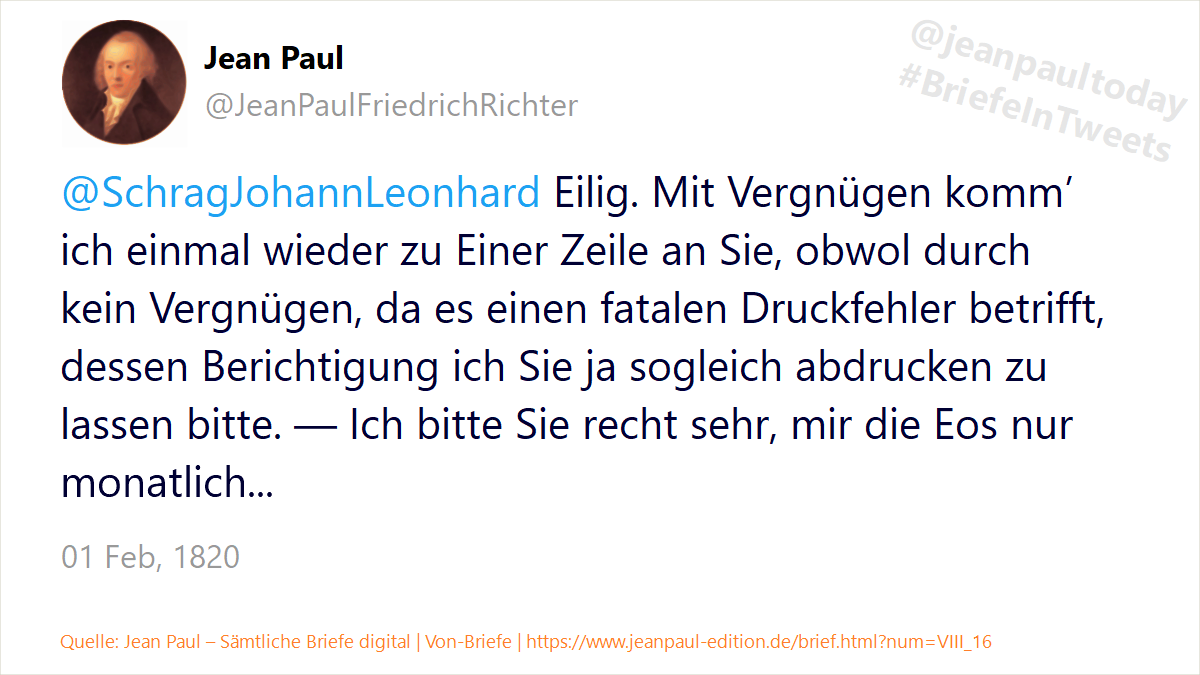 Jean Paul
@JeanPaulFriedrichRichter
@jeanpaultoday
#BriefeInTweets
@SchragJohannLeonhard Eilig. Mit Vergnügen komm’
ich einmal wieder zu Einer Zeile an Sie, obwol durch
kein Vergnügen, da es einen fatalen Druckfehler betrifft,
dessen Berichtigung ich Sie ja sogleich abdrucken zu
lassen bitte. — Ich bitte Sie recht sehr, mir die Eos nur
monatlich...
01 Feb, 1820
Quelle: Jean Paul – Sämtliche Briefe digital | Von-Briefe | https://www.jeanpaul-edition.de/brief.html?num=VIII_16